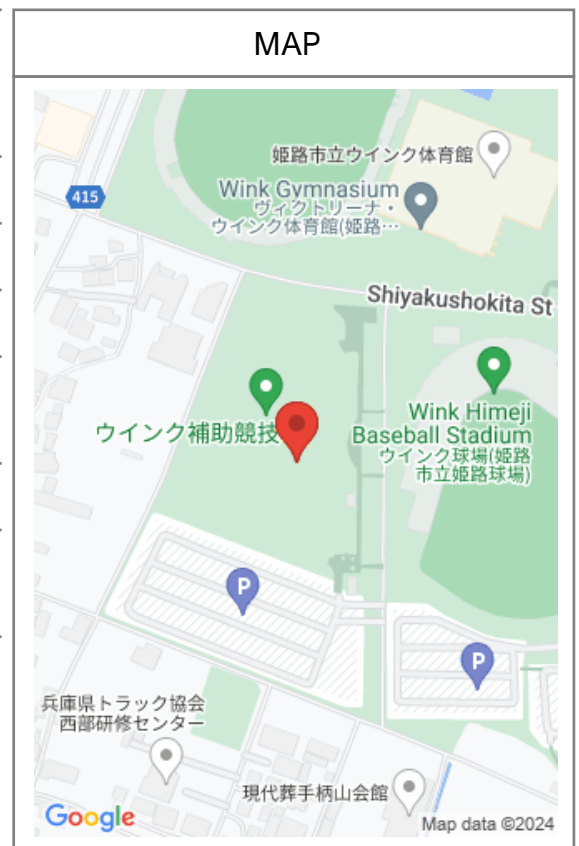 MAP
姫路市立ウインク体育館
415
Wink Gymnasium
ヴィクトリーナ・
ウインク体育館(姫路…
Shiyakushokita St
ウインク補助競技
Wink Himeji
Baseball Stadium
ウインク球場(姫路
市立姫路球場)
P
P
兵庫県トラック協会
西部研修センター
現代葬手柄山会館
Google
Map data ©2024